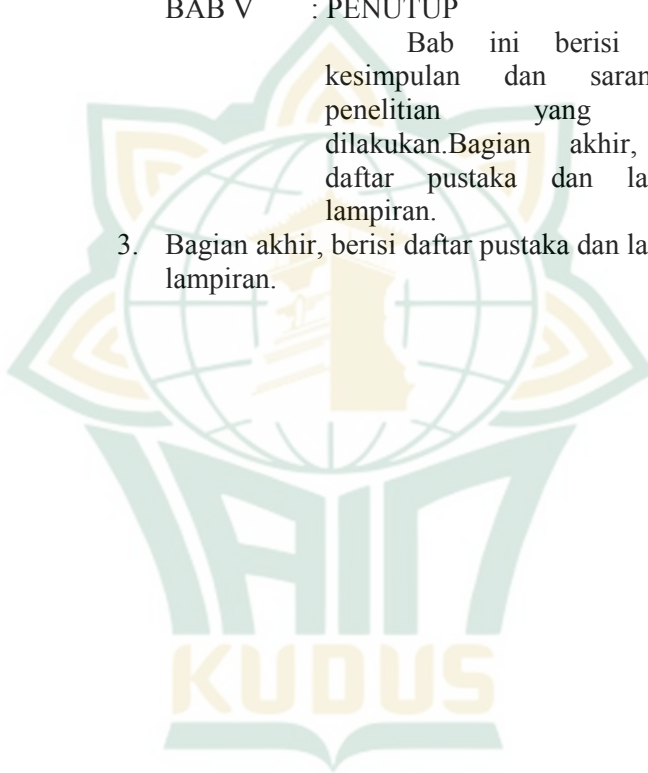 BAB V : PENUTUP
Bab ini berisi
kesimpulan dan saran
penelitian yang
dilakukan.Bagian akhir,
daftar pustaka dan la
lampiran.
3. Bagian akhir, berisi daftar pustaka dan la
lampiran.
IAIN
KUDUS